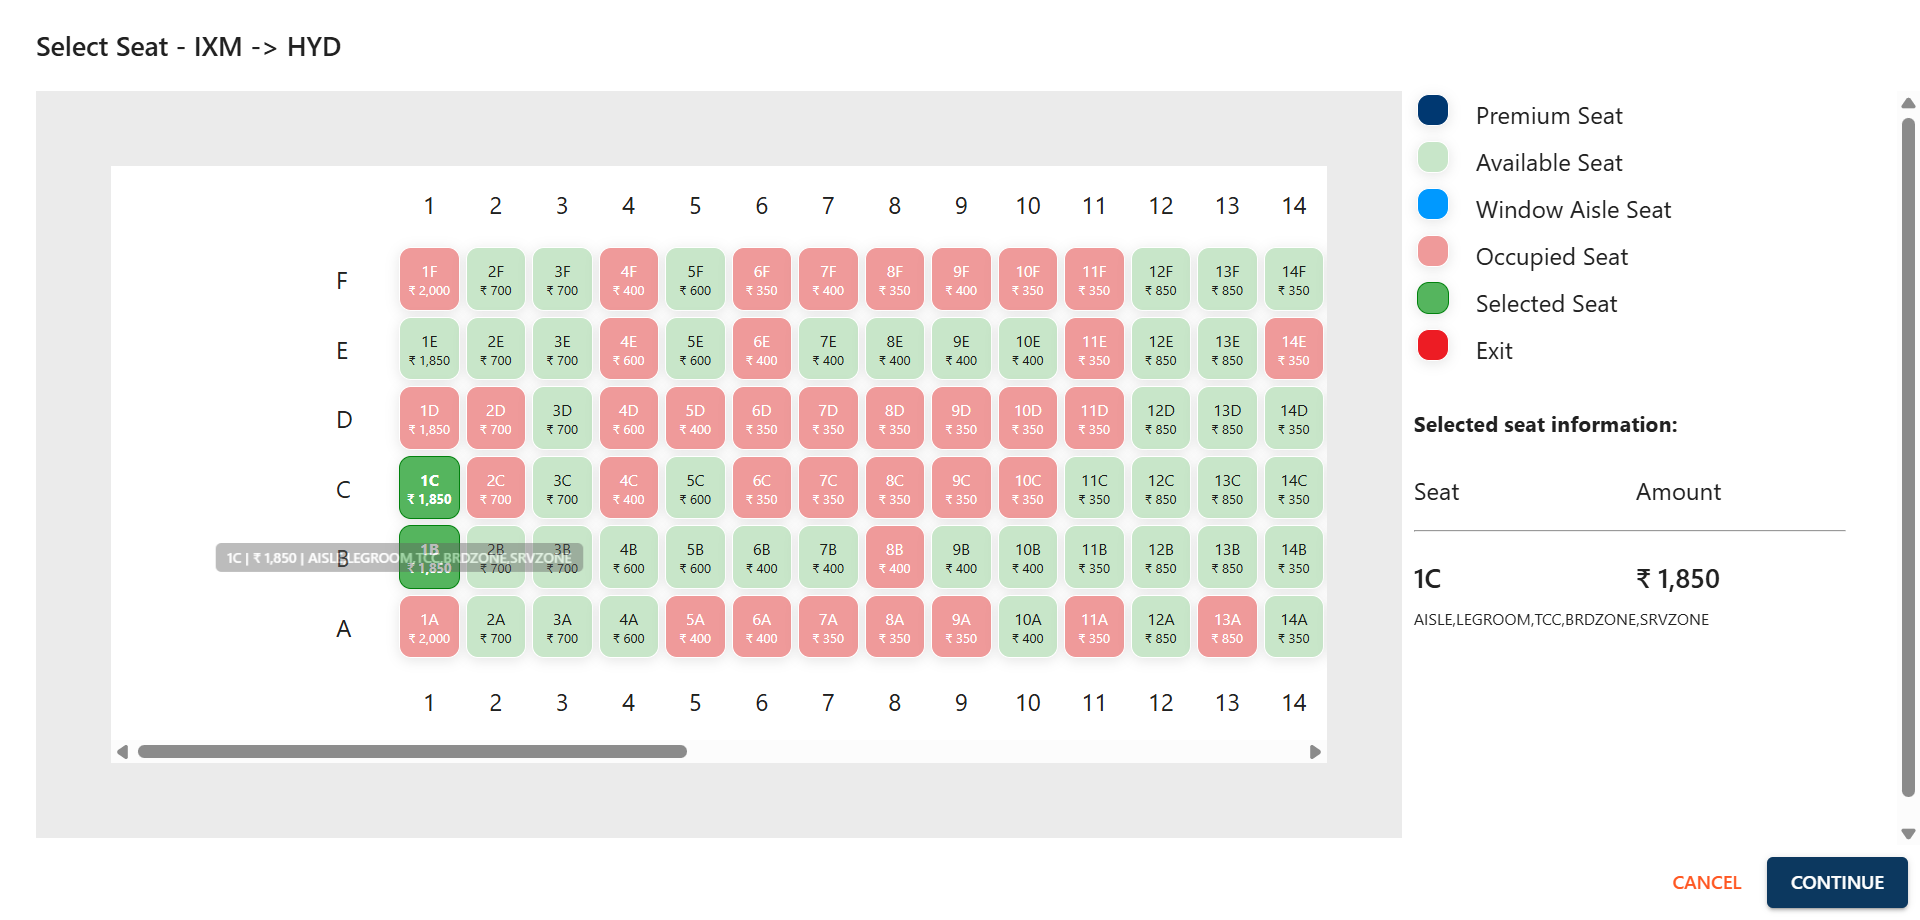 Select Seat - IXM -> HYD
1 2 3 4 5 6 7 8 9 10 11 12 13 14
F
1F 2F 3F 4F 5F 6F 7F 8F 9F 10F 11F 12F 13F 14F
₹ 2,000 ₹ 700 ₹ 700 ₹ 400 ₹ 600 ₹ 350 ₹ 400 ₹ 350 ₹ 400 ₹ 350 ₹ 350 ₹ 850 ₹ 850 ₹ 350
E
1E 2E 3E 4E 5E 6E 7E 8E 9E 10E 11E 12E 13E 14E
₹ 1,850 ₹ 700 ₹ 700 ₹ 600 ₹ 600 ₹ 400 ₹ 400 ₹ 400 ₹ 400 ₹ 400 ₹ 350 ₹ 850 ₹ 850 ₹ 350
D
1D 2D 3D 4D 5D 6D 7D 8D 9D 10D 11D 12D 13D 14D
₹ 1,850 ₹ 700 ₹ 700 ₹ 600 ₹ 400 ₹ 350 ₹ 350 ₹ 350 ₹ 350 ₹ 350 ₹ 350 ₹ 850 ₹ 850 ₹ 350
C
1C 2C 3C 4C 5C 6C 7C 8C 9C 10C 11C 12C 13C 14C
₹ 1,850 ₹ 700 ₹ 700 ₹ 400 ₹ 600 ₹ 350 ₹ 350 ₹ 350 ₹ 350 ₹ 350 ₹ 350 ₹ 850 ₹ 850 ₹ 350
B
1B 2B 3B 4B 5B 6B 7B 8B 9B 10B 11B 12B 13B 14B
1C | ₹ 1,850 | AISLE,LEGROOM,TCC,BRDZONE,SRVZONE
₹ 1,850 ₹ 700 ₹ 700 ₹ 600 ₹ 600 ₹ 400 ₹ 400 ₹ 400 ₹ 400 ₹ 400 ₹ 350 ₹ 850 ₹ 850 ₹ 350
A
1A 2A 3A 4A 5A 6A 7A 8A 9A 10A 11A 12A 13A 14A
₹ 2,000 ₹ 700 ₹ 700 ₹ 600 ₹ 400 ₹ 400 ₹ 350 ₹ 350 ₹ 350 ₹ 400 ₹ 350 ₹ 850 ₹ 850 ₹ 350
1 2 3 4 5 6 7 8 9 10 11 12 13 14
Premium Seat
Available Seat
Window Aisle Seat
Occupied Seat
Selected Seat
Exit
Selected seat information:
Seat Amount
1C ₹ 1,850
AISLE,LEGROOM,TCC,BRDZONE,SRVZONE
CANCEL CONTINUE